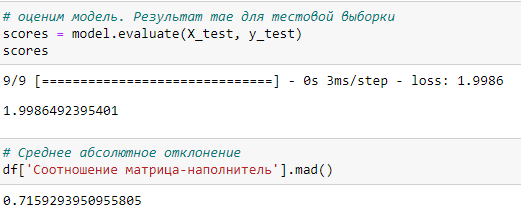 # оценим модель. Результат mae для тестовой выборки
scores = model.evaluate(X_test, y_test)
scores
9/9 [==============================] - 0s 3ms/step - loss: 1.9986
1.9986492395401
# Среднее абсолютное отклонение
df['Соотношение матрица-наполнитель'].mad()
0.7159293950955805